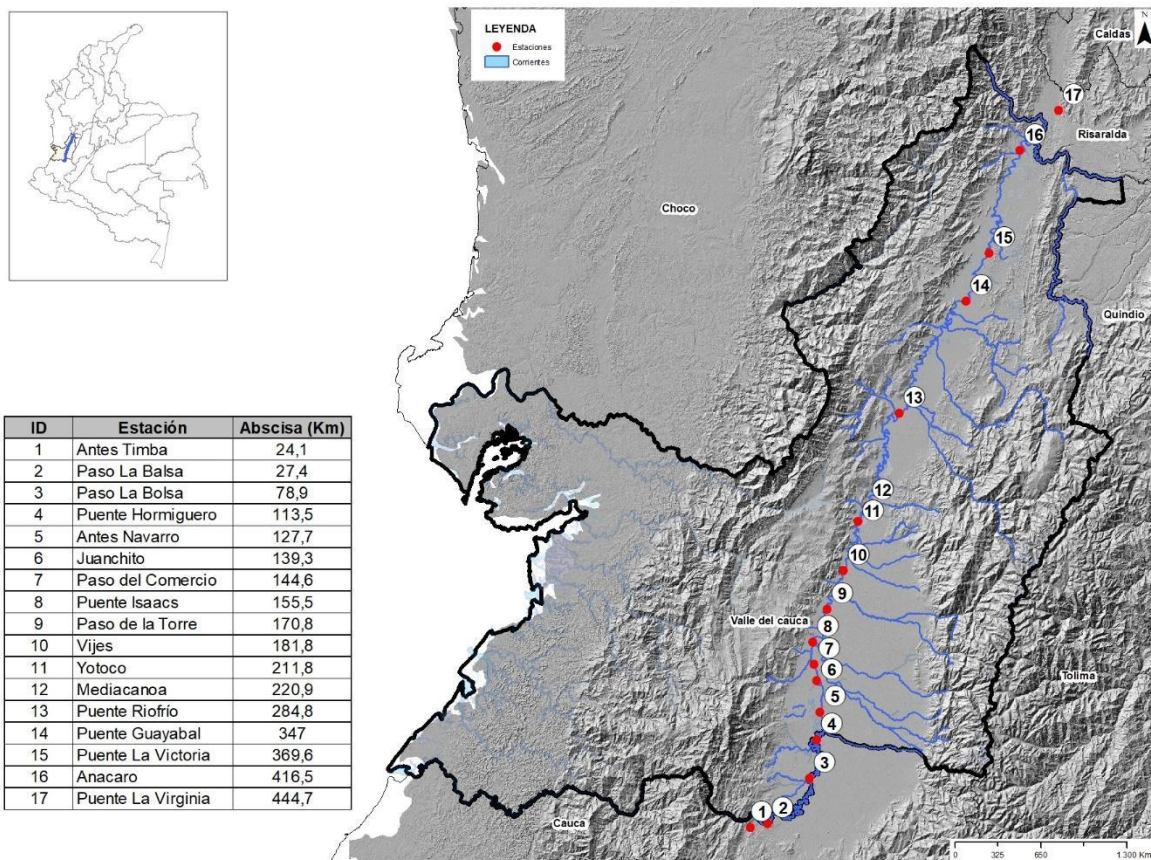 LEYENDA
Estaciones
Corrientes
N
Caldas
17
16
Risaralda
Choco
15
14
Quindio
13
12
11
10
9
Valle del cauca
8
7
6
Tolima
5
4
3
1
2
Cauca
0 325 650 1.300 Km
ID Estación Abscisa (Km)
1 Antes Timba 24,1
2 Paso La Balsa 27,4
3 Paso La Bolsa 78,9
4 Puente Hormiguero 113,5
5 Antes Navarro 127,7
6 Juanchito 139,3
7 Paso del Comercio 144,6
8 Puente Isaacs 155,5
9 Paso de la Torre 170,8
10 Vijes 181,8
11 Yotoco 211,8
12 Mediacanoa 220,9
13 Puente Riofrío 284,8
14 Puente Guayabal 347
15 Puente La Victoria 369,6
16 Anacaro 416,5
17 Puente La Virginia 444,7